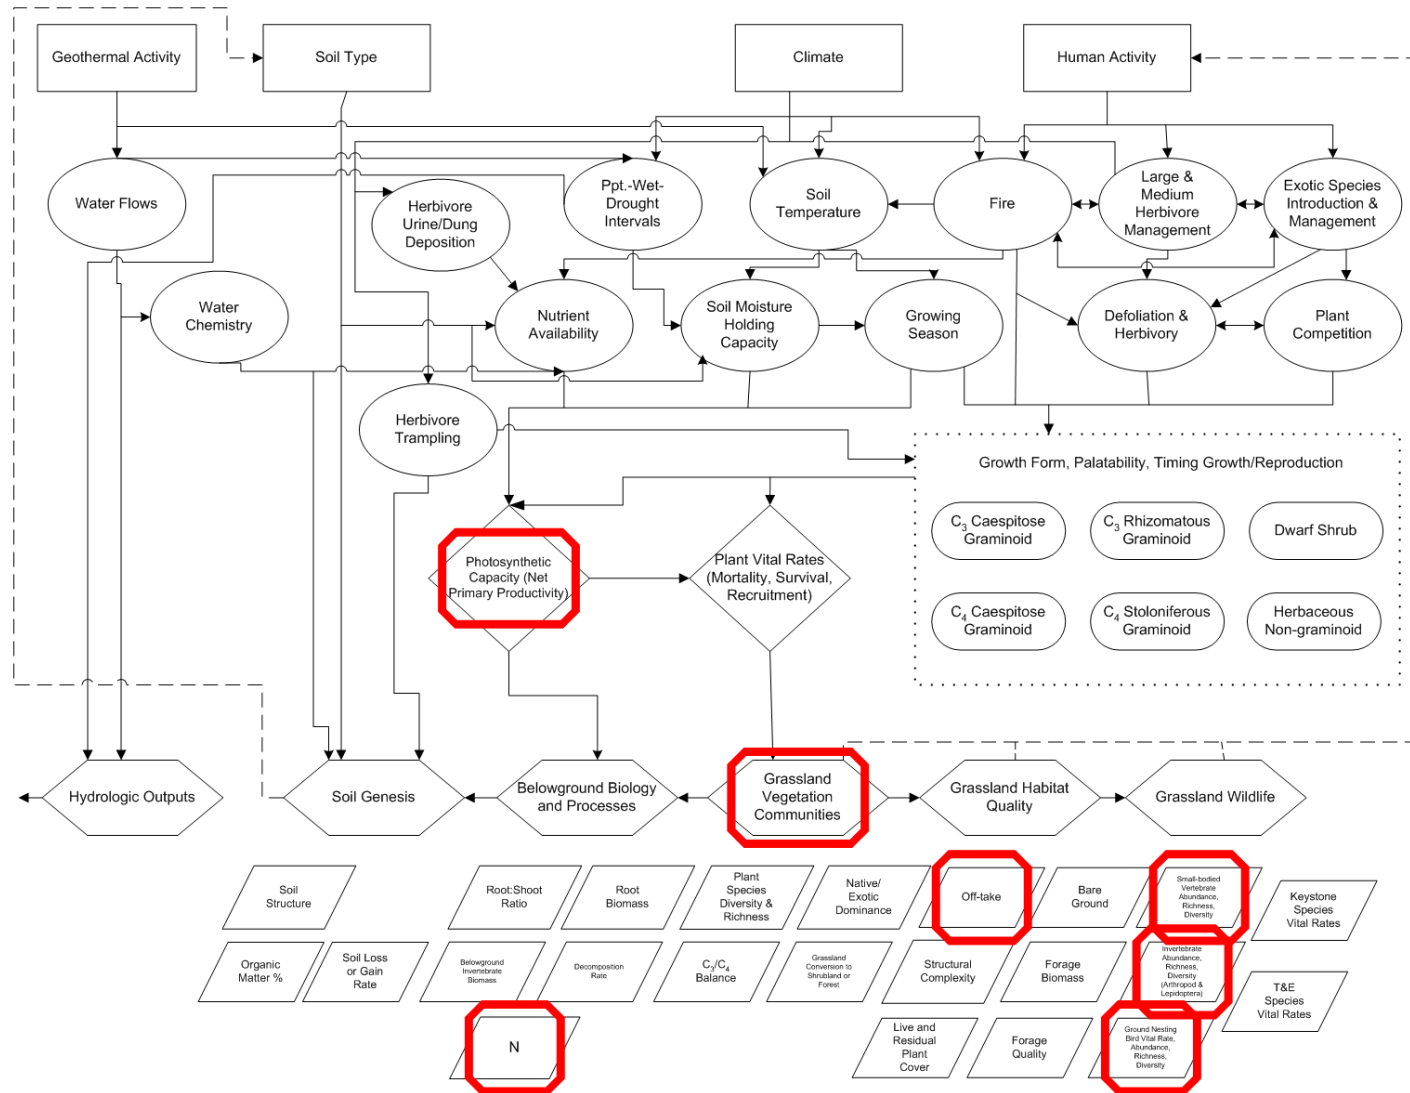 Geothermal Activity
Soil Type
Climate
Human Activity
Water Flows
Herbivore
Urine/Dung
Deposition
Ppt.-Wet-
Drought
Intervals
Soil
Temperature
Fire
Large &
Medium
Herbivore
Management
Exotic Species
Introduction &
Management
Water
Chemistry
Nutrient
Availability
Soil Moisture
Holding
Capacity
Growing
Season
Defoliation &
Herbivory
Plant
Competition
Herbivore
Trampling
Growth Form, Palatability, Timing Growth/Reproduction
C3 Caespitose
Graminoid
C3 Rhizomatous
Graminoid
Dwarf Shrub
C4 Caespitose
Graminoid
C4 Stoloniferous
Graminoid
Herbaceous
Non-graminoid
Photosynthetic
Capacity (Net
Primary Productivity)
Plant Vital Rates
(Mortality, Survival,
Recruitment)
Hydrologic Outputs
Soil Genesis
Belowground Biology
and Processes
Grassland
Vegetation
Communities
Grassland Habitat
Quality
Grassland Wildlife
Soil
Structure
Root:Shoot
Ratio
Root
Biomass
Plant
Species
Diversity &
Richness
Native/
Exotic
Dominance
Off-take
Bare
Ground
Small-bodied
Vertebrate
Abundance,
Richness,
Diversity
Keystone
Species
Vital Rates
Organic
Matter %
Soil Loss
or Gain
Rate
Belowground
Invertebrate
Biomass
Decomposition
Rate
C3/C4
Balance
Grassland
Conversion to
Shrubland or
Forest
Structural
Complexity
Forage
Biomass
Invertebrate
Abundance,
Richness,
Diversity
(Arthropod &
Lepidoptera)
T&E
Species
Vital Rates
N
Live and
Residual
Plant
Cover
Forage
Quality
Ground Nesting
Bird Vital Rate,
Abundance,
Richness,
Diversity